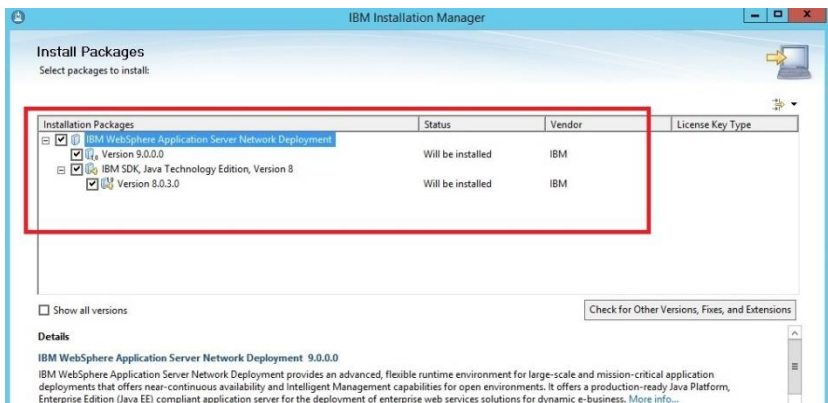 IBM Installation Manager
Install Packages
Select packages to install:
Installation Packages Status Vendor License Key Type
IBM WebSphere Application Server Network Deployment
Version 9.0.0.0 Will be installed IBM
IBM SDK, Java Technology Edition, Version 8
Version 8.0.3.0 Will be installed IBM
Show all versions Check for Other Versions, Fixes, and Extensions
Details
IBM WebSphere Application Server Network Deployment 9.0.0.0
IBM WebSphere Application Server Network Deployment provides an advanced, flexible runtime environment for large-scale and mission-critical application
deployments that offers near-continuous availability and Intelligent Management capabilities for open environments. It offers a production-ready Java Platform,
Enterprise Edition (Java EE) compliant application server for the deployment of enterprise web services solutions for dynamic e-business. More info...